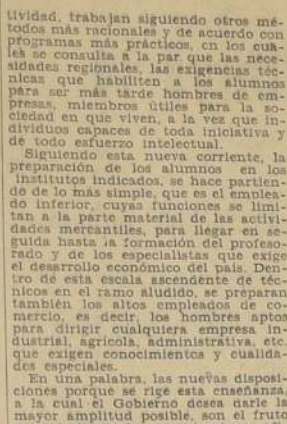 tividad, trabajan siguiendo otros mé-
todos más racionales y de acuerdo con
programas más prácticos, en los cua-
les se consulta a la par que las nece-
sidades regionales, las exigencias téc-
nicas que habiliten a los alumnos
para ser más tarde hombres de em-
presas, miembros útiles para la so-
ciedad en que viven, a la vez que in-
dividuos capaces de toda iniciativa y
de todo esfuerzo intelectual.
Siguiendo esta nueva corriente, la
preparación de los alumnos en los
Institutos indicados, se hace partien-
do de lo más simple, que es el emplea-
do inferior, cuyas funciones se limi-
tan a la parte material de las activi-
dades mercantiles, para llegar en se-
guida hasta la formación del profeso-
rado y de los especialistas que exige
el desarrollo económico del país. Den-
tro de esta escala ascendente de téc-
nicos en el ramo aludido, se preparan
también los altos empleados de co-
mercio, es decir, los hombres aptos
para dirigir cualquiera empresa in-
dustrial, agrícola, administrativa, etc.
que exigen conocimientos y cualida-
des especiales.
En una palabra, las nuevas disposi-
ciones porque se rige esta enseñanza,
a la cual el Gobierno desea darle la
mayor amplitud posible, son el fruto